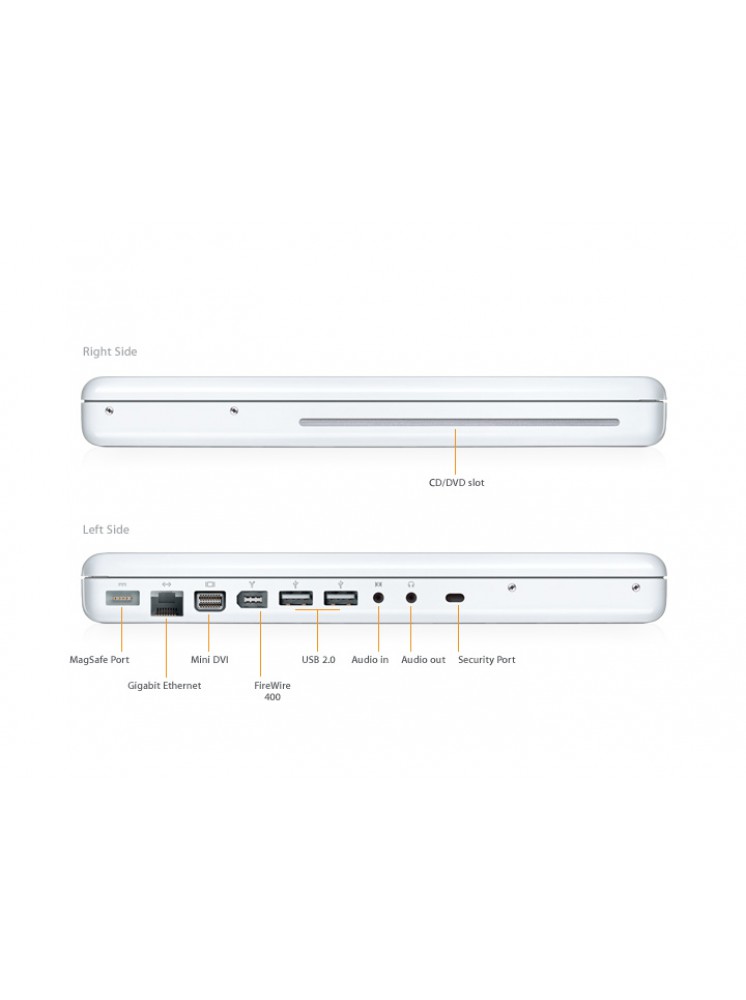 Right Side
CD/DVD slot
Left Side
MagSafe Port
Gigabit Ethernet
Mini DVI
FireWire
400
USB 2.0
Audio in
Audio out
Security Port